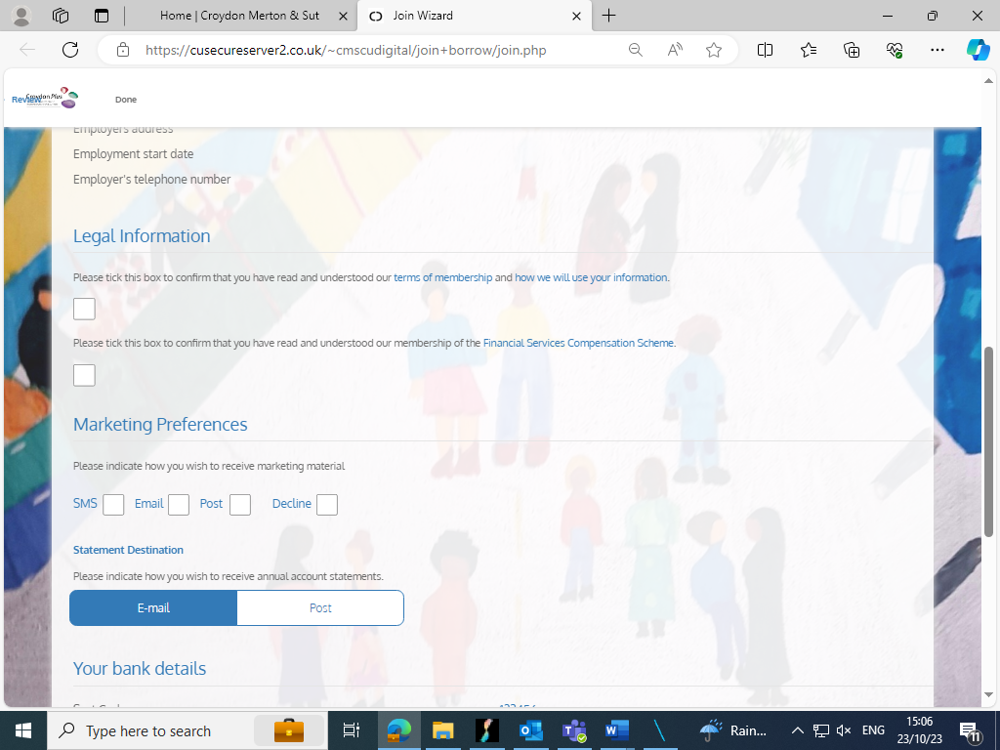 Home | Croydon Merton & Sut
Join Wizard
https://cusecureserver2.co.uk/~cmscudigital/join+borrow/join.php
Review
Croydon Plus
Done
Employers address
Employment start date
Employer's telephone number
Legal Information
Please tick this box to confirm that you have read and understood our terms of membership and how we will use your information.
Please tick this box to confirm that you have read and understood our membership of the Financial Services Compensation Scheme.
Marketing Preferences
Please indicate how you wish to receive marketing material
SMS Email Post Decline
Statement Destination
Please indicate how you wish to receive annual account statements.
E-mail Post
Your bank details
Type here to search
Rain... ENG
15:06
23/10/23
11